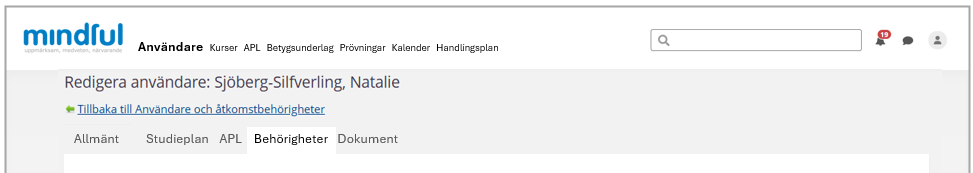 mindful
uppmärksam, medveten, närvarande
Användare Kurser APL Betygsunderlag Prövningar Kalender Handlingsplan
19
Redigera användare: Sjöberg-Silfverling, Natalie
Tillbaka till Användare och åtkomstbehörigheter
Allmänt Studieplan APL Behörigheter Dokument